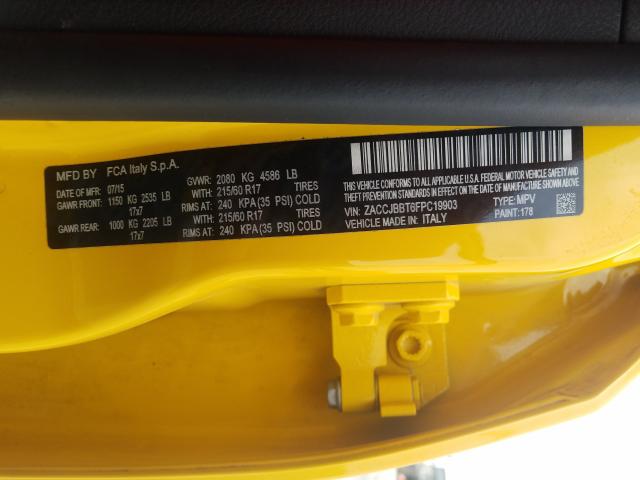 MFD BY FCA Italy S.p.A.
DATE OF MFR: 07/15 GVWR: 2080 KG 4586 LB
GAWR FRONT: 1150 KG 2535 LB WITH: 215/60 R17 TIRES
17x7 RIMS AT: 240 KPA(35 PSI) COLD
GAWR REAR: 1000 KG 2205 LB WITH: 215/60 R17 TIRES
17x7 RIMS AT: 240 KPA(35 PSI) COLD
THIS VEHICLE CONFORMS TO ALL APPLICABLE U.S.A. FEDERAL MOTOR VEHICLE SAFETY, BUMPER, AND
THEFT PREVENTION STANDARDS IN EFFECT ON THE DATE OF MANUFACTURE SHOWN ABOVE.
VIN: ZACCJBBT6FPC19903 TYPE: MPV
VEHICLE MADE IN: ITALY PAINT: 178